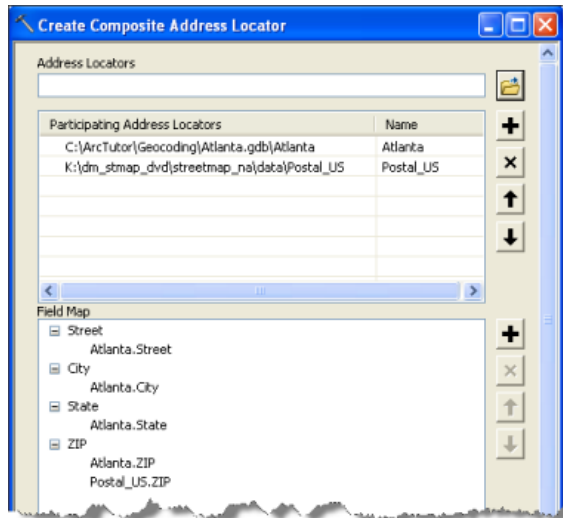 Create Composite Address Locator
Address Locators
Participating Address Locators Name
C:\ArcTutor\Geocoding\Atlanta.gdb\Atlanta Atlanta
K:\dm_stmap_dvd\streetmap_na\data\Postal_US Postal_US
Field Map
Street
Atlanta.Street
City
Atlanta.City
State
Atlanta.State
ZIP
Atlanta.ZIP
Postal_US.ZIP